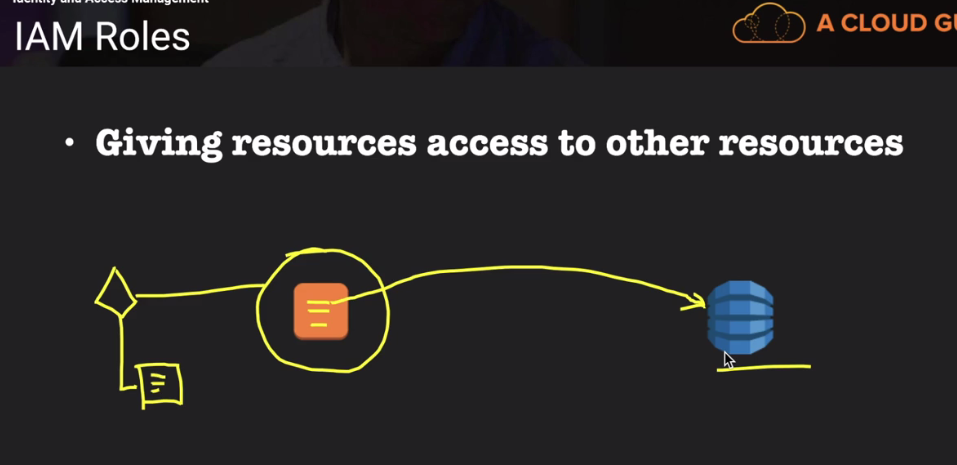 Identity and Access Management
IAM Roles
A CLOUD GU
• Giving resources access to other resources